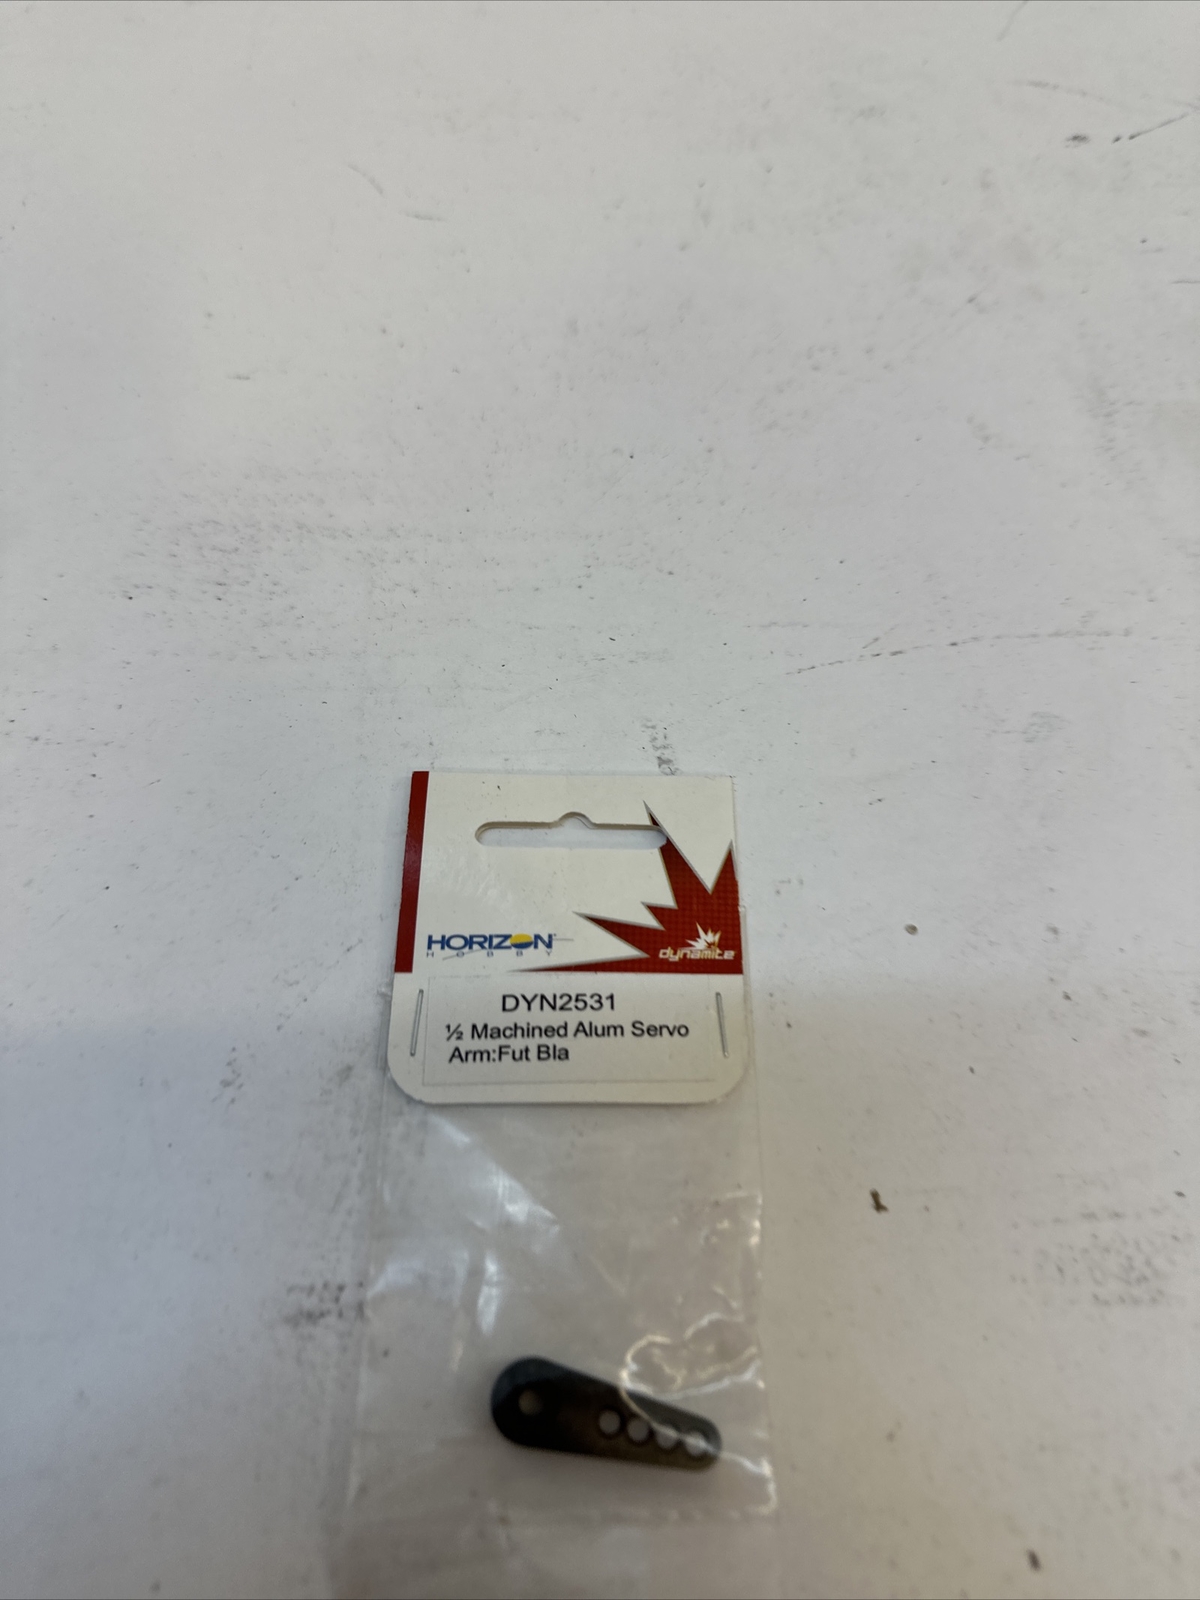 HORIZON
HOBBY
dynamite
DYN2531
½ Machined Alum Servo
Arm:Fut Bla